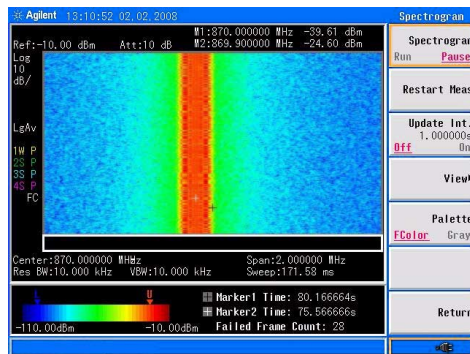 Agilent 13:10:52 02.02.2008
Spectrogram
M1:870.000000 MHz -39.61 dBm
Ref:-10.00 dBm Att:10 dB M2:869.900000 MHz -24.60 dBm
Log
10
dB/
LgAv
1W P
2S P
3S P
4S P
FC
Center:870.000000 MHz Span:2.000000 MHz
Res BW:10.000 kHz VBW:10.000 kHz Sweep:171.58 ms
L U
-110.00dBm -10.00dBm
Marker1 Time: 80.166664s
Marker2 Time: 75.566666s
Failed Frame Count: 28
Spectrogram
Run Pause
Restart Meas
Update Int.
1.000000s
Off On
View
Palette
FColor Gray
Return